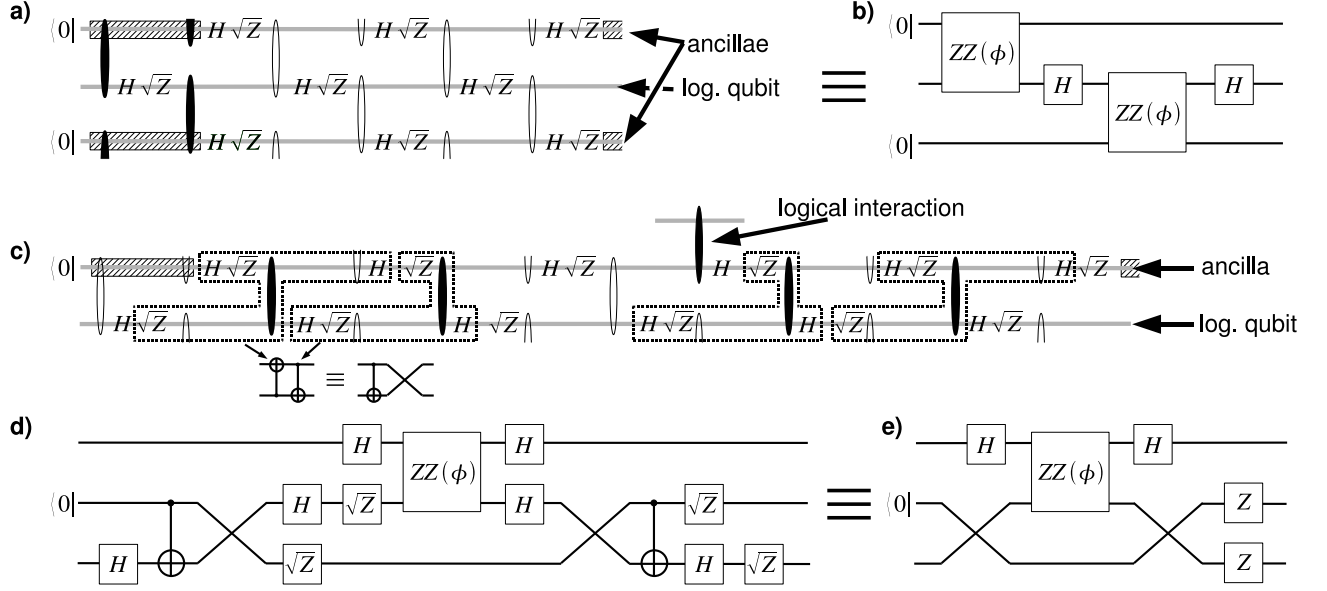 a)
⟨0| H √Z H √Z H √Z
ancillae
H √Z H √Z H √Z
log. qubit
⟨0| H √Z H √Z H √Z
b)
⟨0|
ZZ(ϕ)
H H
ZZ(ϕ)
⟨0|
≡
logical interaction
c)
⟨0| H √Z H √Z H √Z H √Z H √Z H √Z
ancilla
H √Z H √Z H √Z H √Z √Z H √Z
log. qubit
≡
d)
H H
ZZ(ϕ)
⟨0| H √Z H √Z
H √Z H √Z
≡
e)
H H
ZZ(ϕ)
⟨0| Z
Z